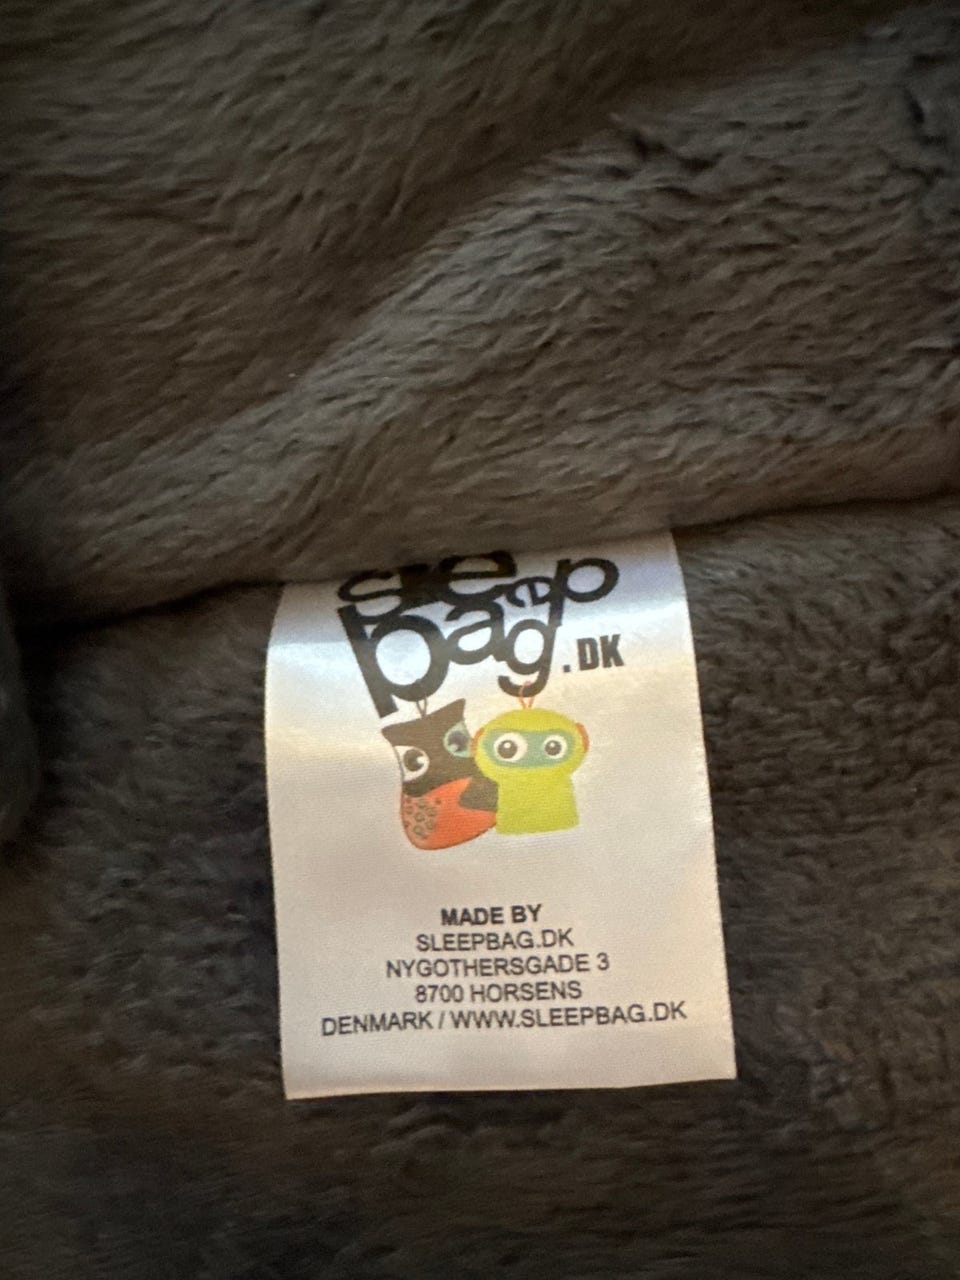 sleep
bag.DK
MADE BY
SLEEPBAG.DK
NYGOTHERSGADE 3
8700 HORSENS
DENMARK / WWW.SLEEPBAG.DK